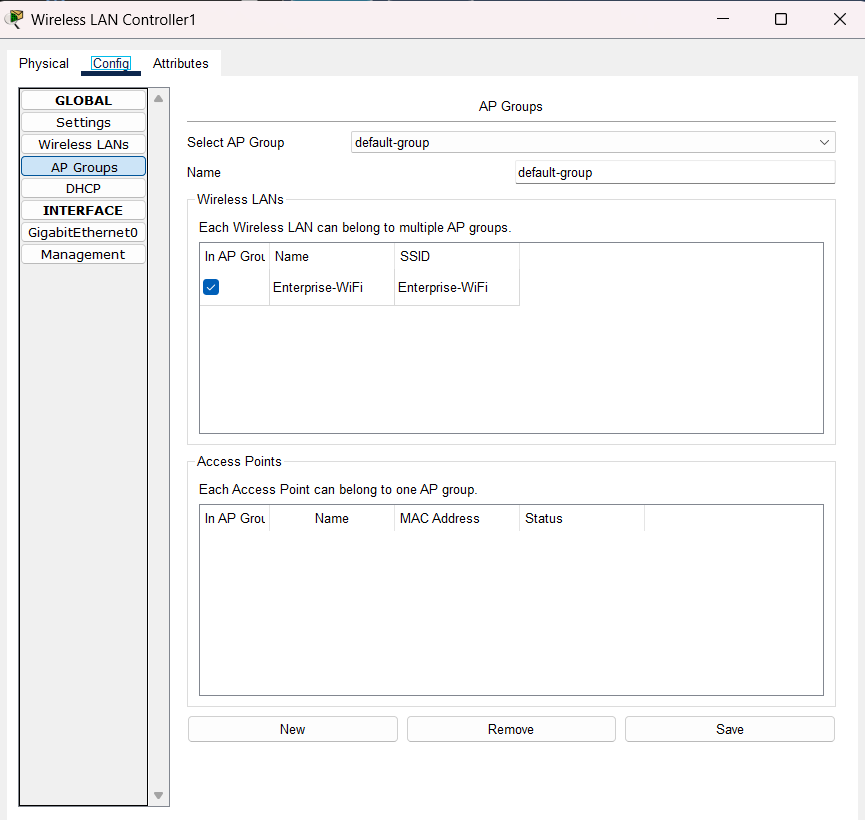 Wireless LAN Controller1
Physical Config Attributes
GLOBAL
Settings
Wireless LANs
AP Groups
DHCP
INTERFACE
GigabitEthernet0
Management
AP Groups
Select AP Group default-group
Name default-group
Wireless LANs
Each Wireless LAN can belong to multiple AP groups.
In AP Grou Name SSID
Enterprise-WiFi Enterprise-WiFi
Access Points
Each Access Point can belong to one AP group.
In AP Grou Name MAC Address Status
New Remove Save